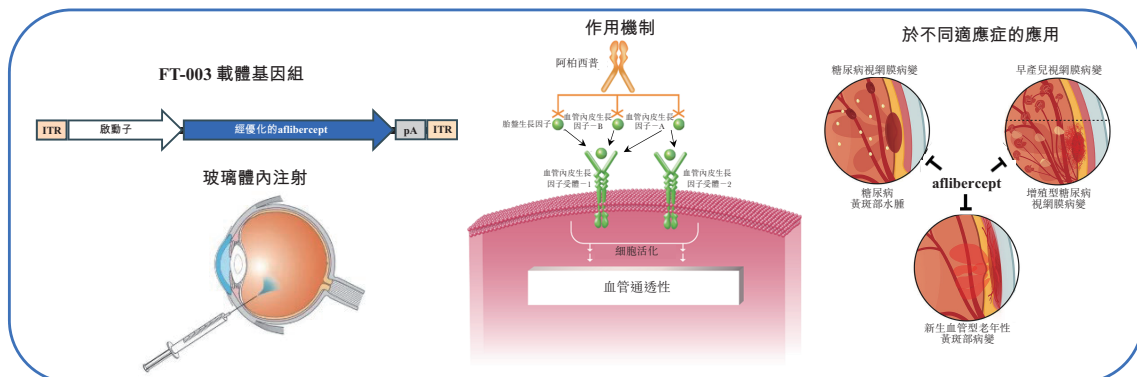 FT-003 載體基因組
ITR
啟動子
經優化的aflibercept
pA
ITR
玻璃體內注射
作用機制
阿柏西普
胎盤生長因子
血管內皮生長
因子－B
血管內皮生長
因子－A
血管內皮生長
因子受體－1
血管內皮生長
因子受體－2
細胞活化
血管通透性
於不同適應症的應用
糖尿病視網膜病變
早產兒視網膜病變
aflibercept
糖尿病
黃斑部水腫
增殖型糖尿病
視網膜病變
新生血管型老年性
黃斑部病變